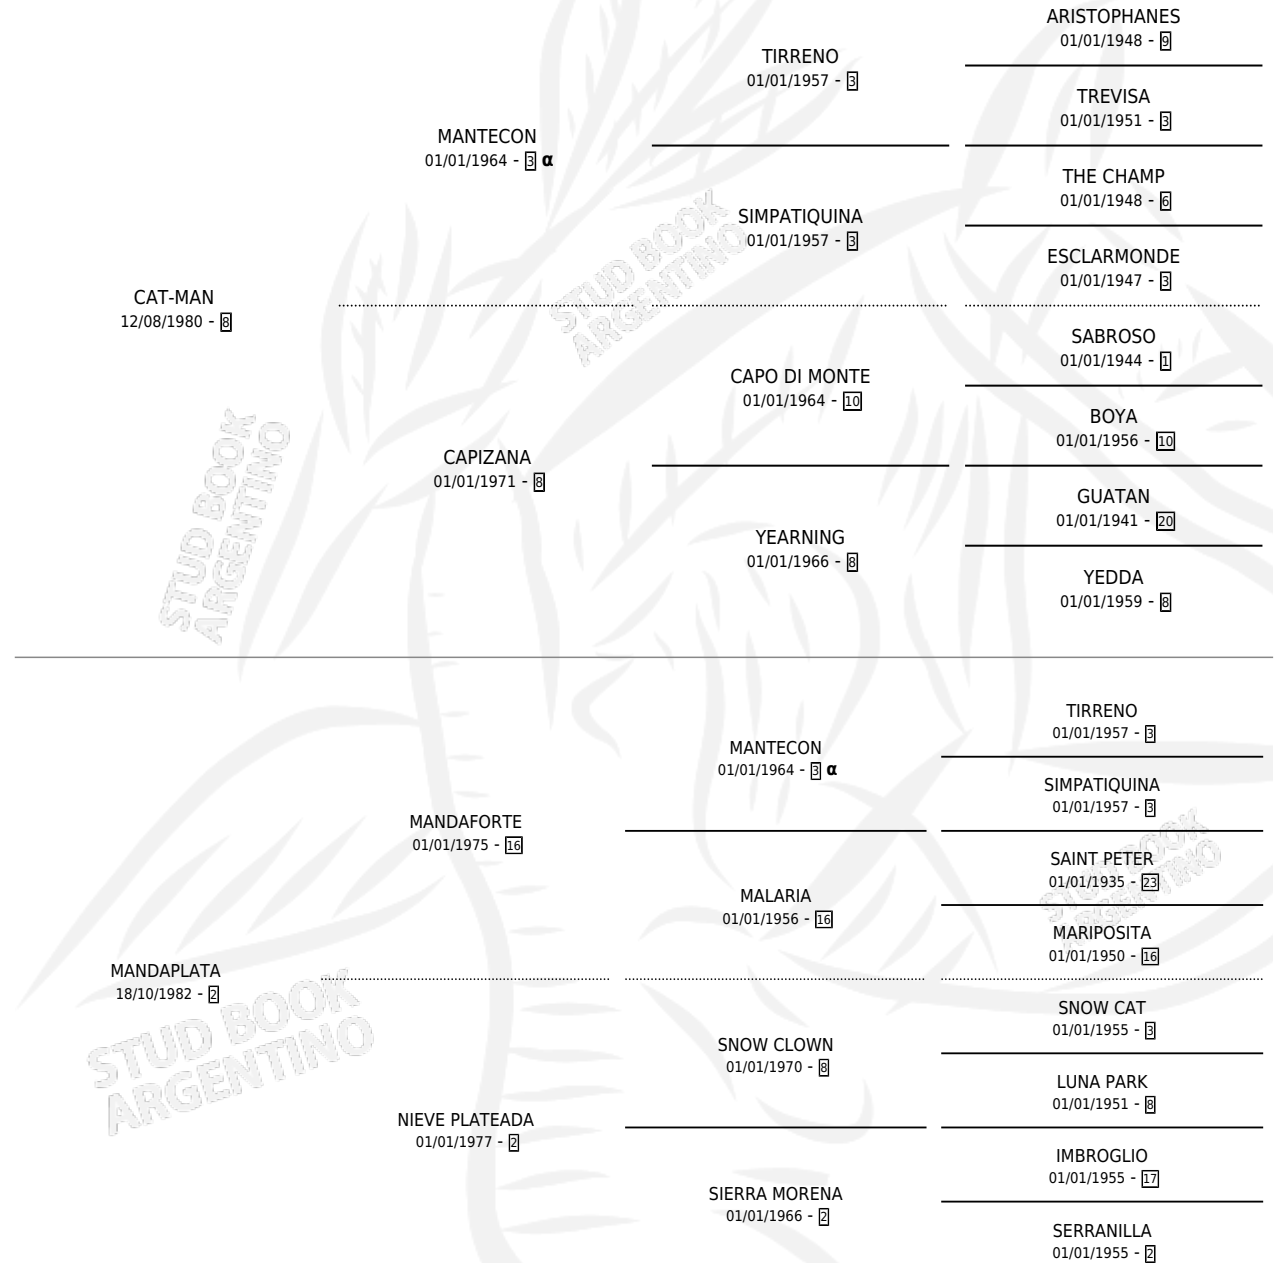 ARISTOPHANES
01/01/1948 - 9
TIRRENO
01/01/1957 - 3
TREVISA
01/01/1951 - 3
MANTECON
01/01/1964 - 3 α
THE CHAMP
01/01/1948 - 6
SIMPATIQUINA
01/01/1957 - 3
ESCLARMONDE
01/01/1947 - 3
CAT-MAN
12/08/1980 - 8
SABROSO
01/01/1944 - 1
CAPO DI MONTE
01/01/1964 - 10
BOYA
01/01/1956 - 10
CAPIZANA
01/01/1971 - 8
GUATAN
01/01/1941 - 20
YEARNING
01/01/1966 - 8
YEDDA
01/01/1959 - 8
TIRRENO
01/01/1957 - 3
MANTECON
01/01/1964 - 3 α
SIMPATIQUINA
01/01/1957 - 3
MANDAFORTE
01/01/1975 - 16
SAINT PETER
01/01/1935 - 23
MALARIA
01/01/1956 - 16
MARIPOSITA
01/01/1950 - 16
MANDAPLATA
18/10/1982 - 2
SNOW CAT
01/01/1955 - 3
SNOW CLOWN
01/01/1970 - 8
LUNA PARK
01/01/1951 - 8
NIEVE PLATEADA
01/01/1977 - 2
IMBROGLIO
01/01/1955 - 17
SIERRA MORENA
01/01/1966 - 2
SERRANILLA
01/01/1955 - 2
STUD BOOK
ARGENTINO
STUD BOOK
ARGENTINO
STUD BOOK
ARGENTINO
STUD BOOK
ARGENTINO